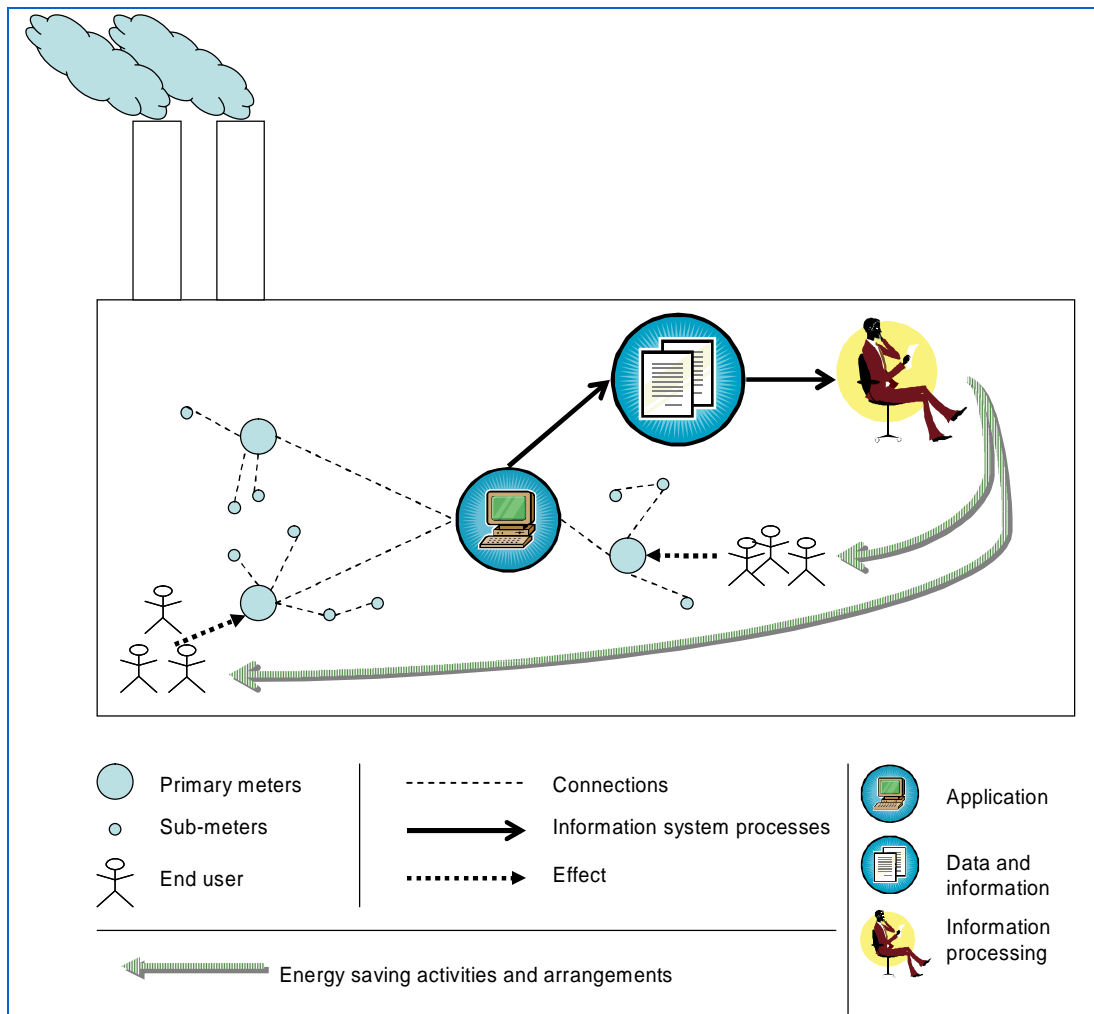 Primary meters
Sub-meters
End user
Connections
Information system processes
Effect
Energy saving activities and arrangements
Application
Data and
information
Information
processing